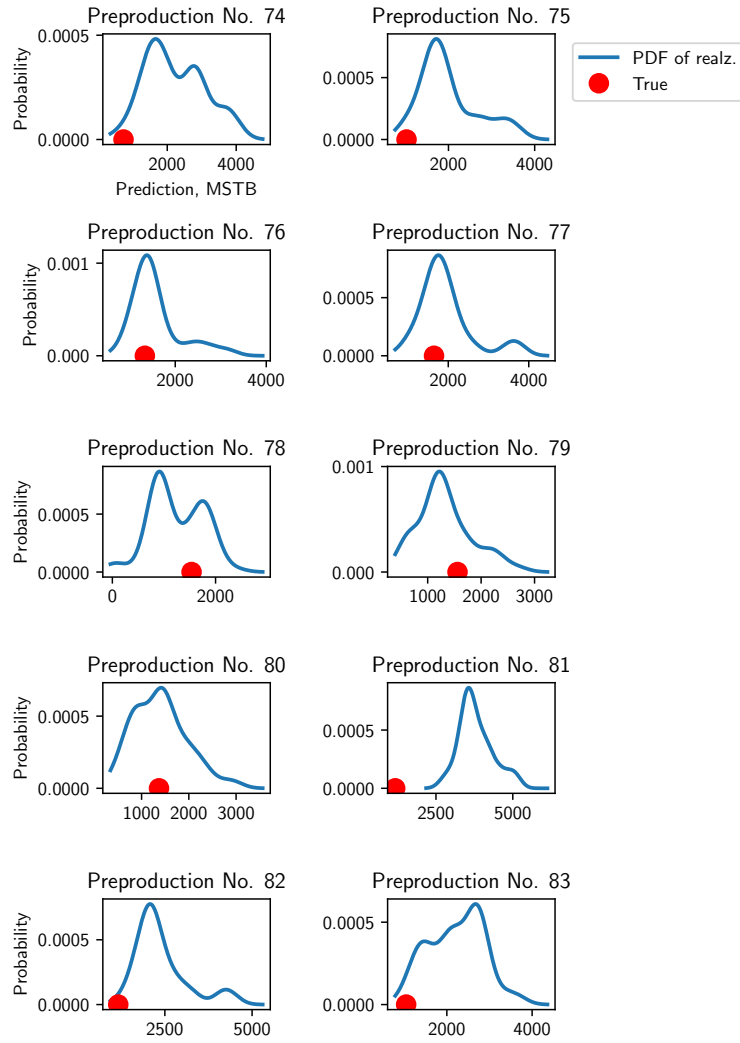 Preproduction No. 74
Preproduction No. 75
Probability
0.0005
0.0000
2000 4000
Prediction, MSTB
0.0005
0.0000
2000 4000
PDF of realz.
True
Preproduction No. 76
Preproduction No. 77
Probability
0.001
0.000
2000 4000
0.0005
0.0000
2000 4000
Preproduction No. 78
Preproduction No. 79
Probability
0.0005
0.0000
0 2000
0.001
0.000
1000 2000 3000
Preproduction No. 80
Preproduction No. 81
Probability
0.0005
0.0000
1000 2000 3000
0.0005
0.0000
2500 5000
Preproduction No. 82
Preproduction No. 83
Probability
0.0005
0.0000
2500 5000
0.0005
0.0000
2000 4000